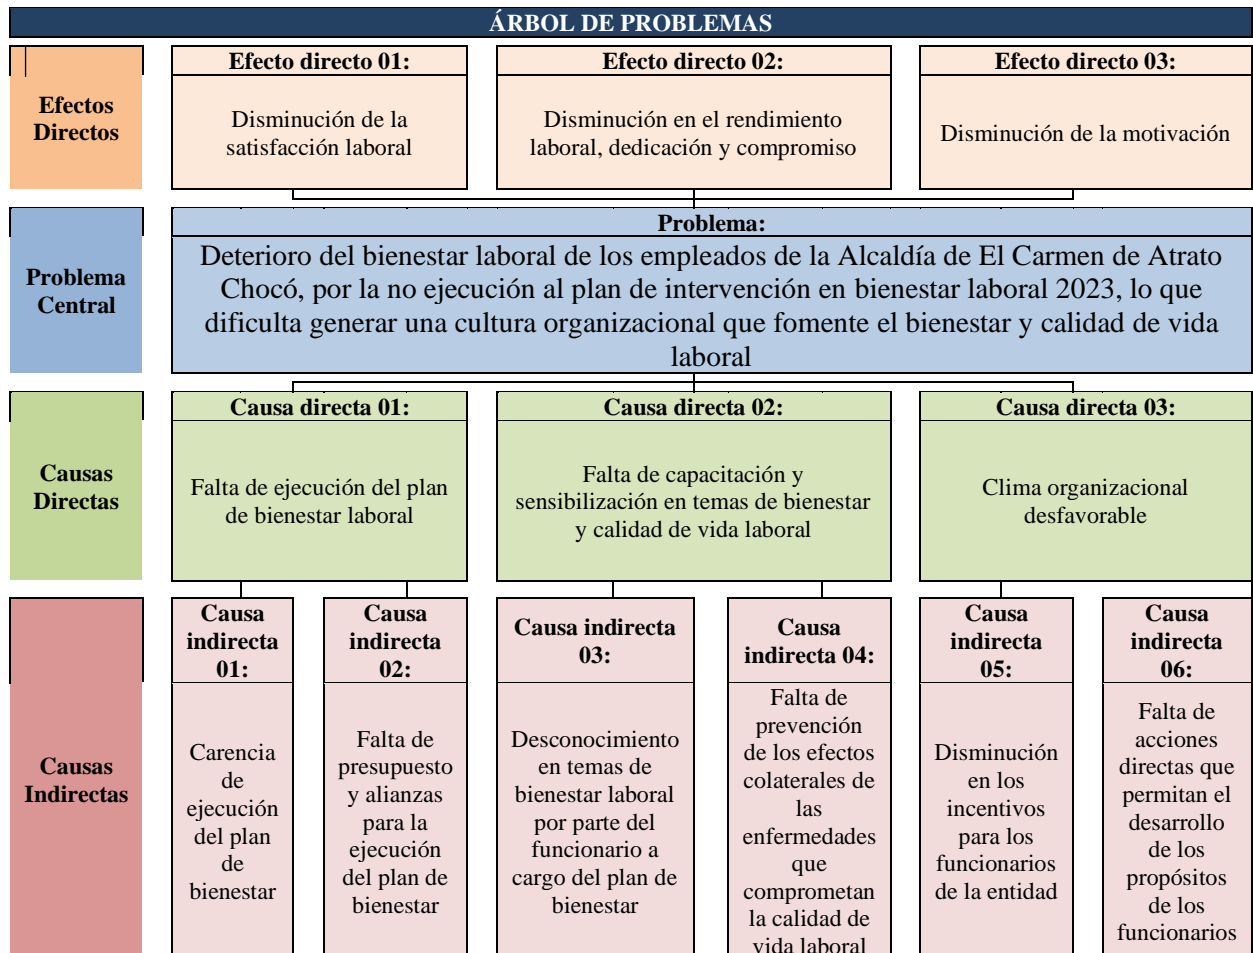 ÁRBOL DE PROBLEMAS
Efectos
Directos
Efecto directo 01:
Disminución de la
satisfacción laboral
Efecto directo 02:
Disminución en el rendimiento
laboral, dedicación y compromiso
Efecto directo 03:
Disminución de la motivación
Problema
Central
Problema:
Deterioro del bienestar laboral de los empleados de la Alcaldía de El Carmen de Atrato
Chocó, por la no ejecución al plan de intervención en bienestar laboral 2023, lo que
dificulta generar una cultura organizacional que fomente el bienestar y calidad de vida
laboral
Causas
Directas
Causa directa 01:
Falta de ejecución del plan
de bienestar laboral
Causa directa 02:
Falta de capacitación y
sensibilización en temas de bienestar
y calidad de vida laboral
Causa directa 03:
Clima organizacional
desfavorable
Causas
Indirectas
Causa
indirecta
01:
Carencia
de
ejecución
del plan
de
bienestar
Causa
indirecta
02:
Falta de
presupuesto
y alianzas
para la
ejecución
del plan de
bienestar
Causa indirecta
03:
Desconocimiento
en temas de
bienestar laboral
por parte del
funcionario a
cargo del plan de
bienestar
Causa
indirecta 04:
Falta de
prevención
de los efectos
colaterales de
las
enfermedades
que
comprometan
la calidad de
vida laboral
Causa
indirecta
05:
Disminución
en los
incentivos
para los
funcionarios
de la entidad
Causa
indirecta
06:
Falta de
acciones
directas que
permitan el
desarrollo
de los
propósitos
de los
funcionarios